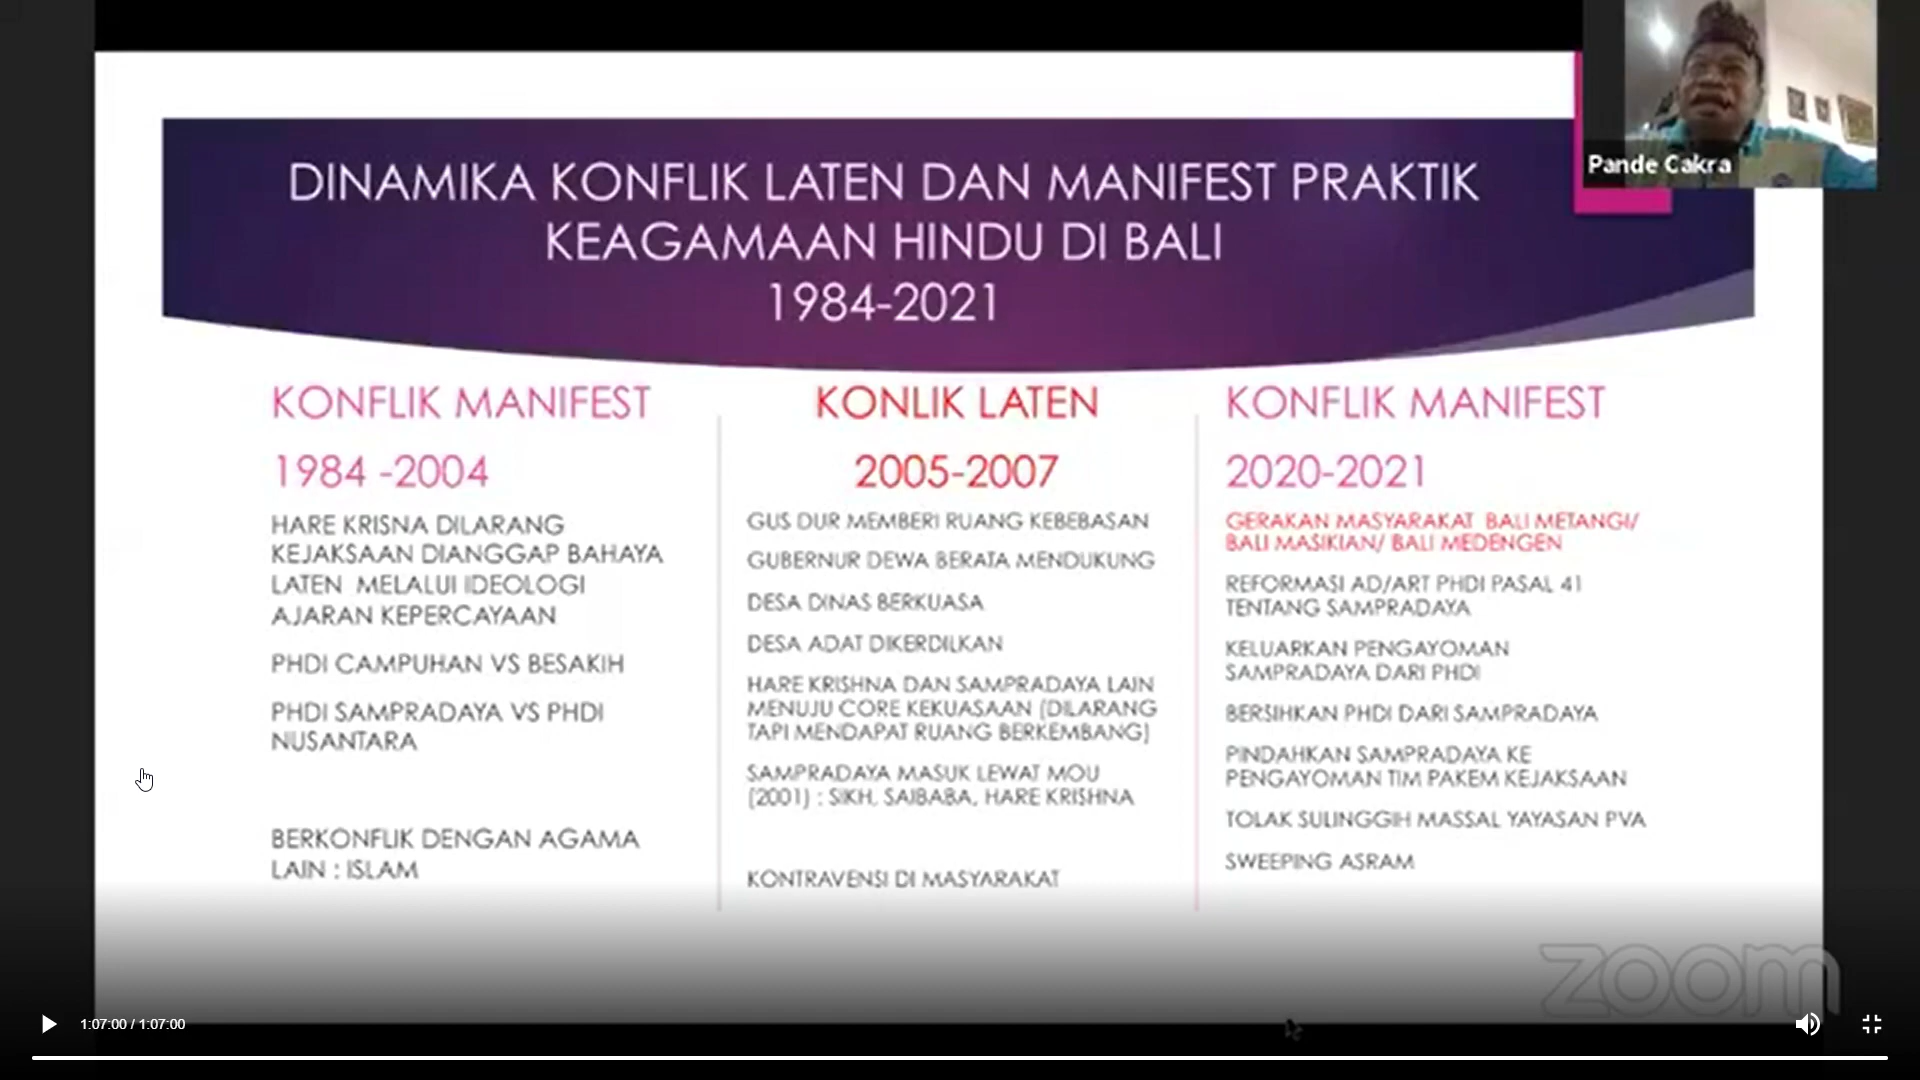 Pande Cakra
DINAMIKA KONFLIK LATEN DAN MANIFEST PRAKTIK
KEAGAMAAN HINDU DI BALI
1984-2021
KONFLIK MANIFEST
1984 -2004
HARE KRISNA DILARANG
KEJAKSAAN DIANGGAP BAHAYA
LATEN MELALUI IDEOLOGI
AJARAN KEPERCAYAAN
PHDI CAMPUHAN VS BESAKIH
PHDI SAMPRADAYA VS PHDI
NUSANTARA
BERKONFLIK DENGAN AGAMA
LAIN : ISLAM
KONLIK LATEN
2005-2007
GUS DUR MEMBERI RUANG KEBEBASAN
GUBERNUR DEWA BERATA MENDUKUNG
DESA DINAS BERKUASA
DESA ADAT DIKERDILKAN
HARE KRISHNA DAN SAMPRADAYA LAIN
MENUJU CORE KEKUASAAN (DILARANG
TAPI MENDAPAT RUANG BERKEMBANG)
SAMPRADAYA MASUK LEWAT MOU
(2001) : SIKH, SAIBABA, HARE KRISHNA
KONTRAVENSI DI MASYARAKAT
KONFLIK MANIFEST
2020-2021
GERAKAN MASYARAKAT BALI METANGI/
BALI MASIKIAN/ BALI MEDENGEN
REFORMASI AD/ART PHDI PASAL 41
TENTANG SAMPRADAYA
KELUARKAN PENGAYOMAN
SAMPRADAYA DARI PHDI
BERSIHKAN PHDI DARI SAMPRADAYA
PINDAHKAN SAMPRADAYA KE
PENGAYOMAN TIM PAKEM KEJAKSAAN
TOLAK SULINGGIH MASSAL YAYASAN PVA
SWEEPING ASRAM
zoom
1:07:00 / 1:07:00